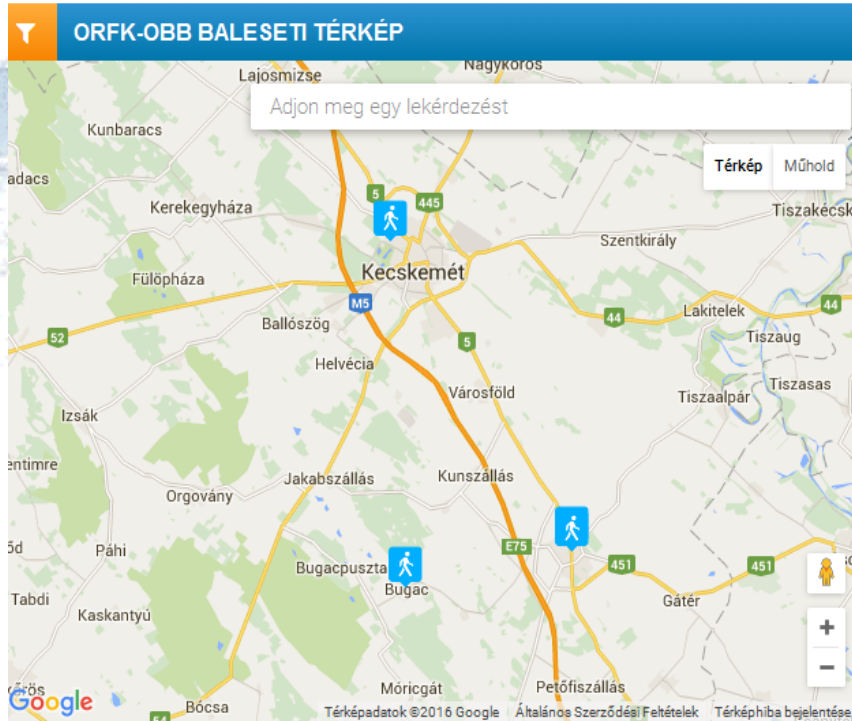 ORFK-OBB BALESETI TÉRKÉP
Nagykőrös
Lajosmizse
Adjon meg egy lekérdezést
Kunbaracs
Térkép Műhold
adacs
5
445
Kerekegyháza
Tiszakécsk
Szentkirály
Kecskemét
Fülöpháza
M5
44
Lakitelek
44
Ballószög
52
Tiszaug
5
Helvécia
Tiszasas
Városföld
Tiszaalpár
Izsák
entimre
Jakabszállás
Kunszállás
Orgovány
E75
Páhi
Bugacpuszta
451
451
Bugac
Tabdi
Gátér
Kaskantyú
+
−
Móricgát
Petőfiszállás
Google
Bócsa
54
Térképadatok ©2016 Google
Általános Szerződési Feltételek
Térképhiba bejelentése